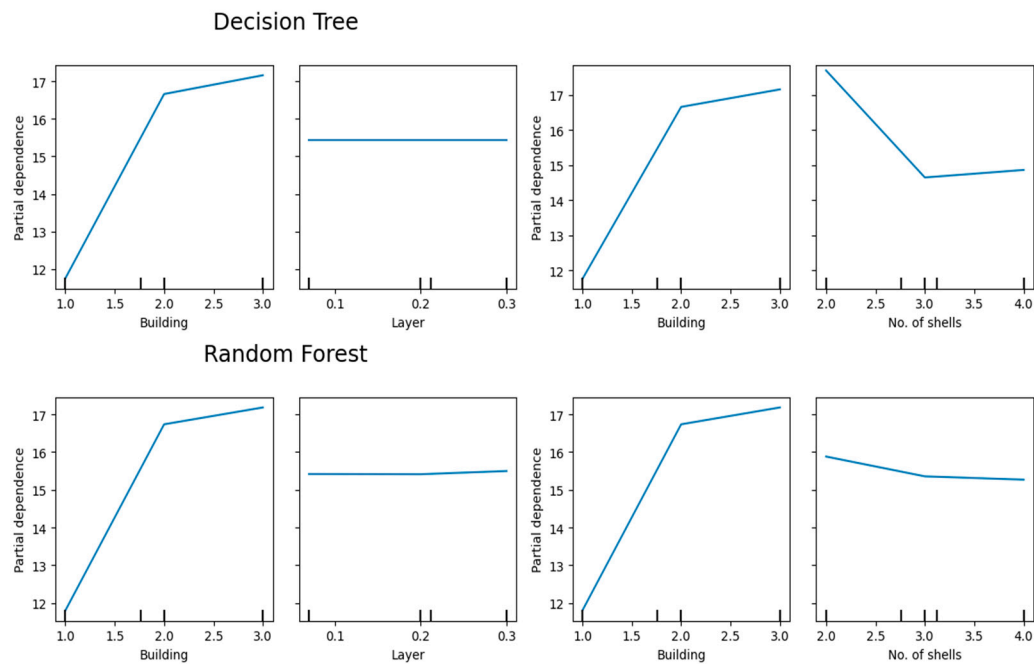 Decision Tree
Partial dependence
17
16
15
14
13
12
1.0 1.5 2.0 2.5 3.0
Building
0.1 0.2 0.3
Layer
Partial dependence
17
16
15
14
13
12
1.0 1.5 2.0 2.5 3.0
Building
2.0 2.5 3.0 3.5 4.0
No. of shells
Random Forest
Partial dependence
17
16
15
14
13
12
1.0 1.5 2.0 2.5 3.0
Building
0.1 0.2 0.3
Layer
Partial dependence
17
16
15
14
13
12
1.0 1.5 2.0 2.5 3.0
Building
2.0 2.5 3.0 3.5 4.0
No. of shells